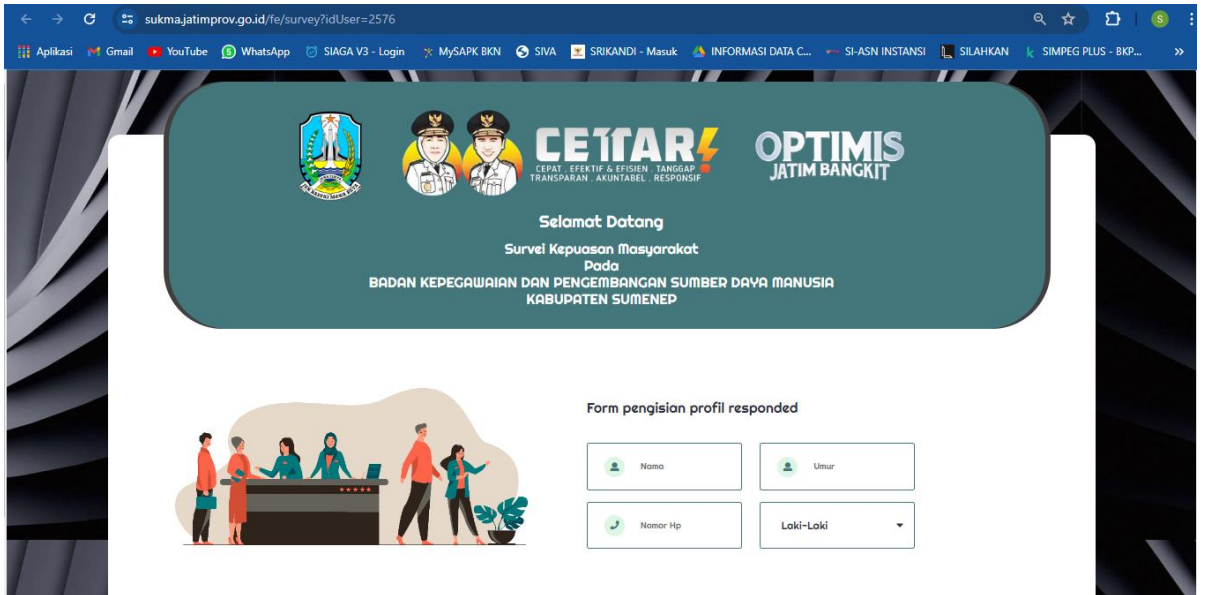 sukma.jatimprov.go.id/fe/survey?idUser=2576
S
Aplikasi Gmail YouTube WhatsApp SIAGA V3 - Login MySAPK BKN SIVA SRIKANDI - Masuk INFORMASI DATA C... SI-ASN INSTANSI SILAHKAN SIMPEG PLUS - BKP... »
CETTAR
CEPAT . EFEKTIF & EFISIEN . TANGGAP
TRANSPARAN . AKUNTABEL . RESPONSIF
OPTIMIS
JATIM BANGKIT
Selamat Datang
Survei Kepuasan Masyarakat
Pada
BADAN KEPEGAWAIAN DAN PENGEMBANGAN SUMBER DAYA MANUSIA
KABUPATEN SUMENEP
Form pengisian profil responded
Nama
Umur
Nomor Hp
Laki-Laki